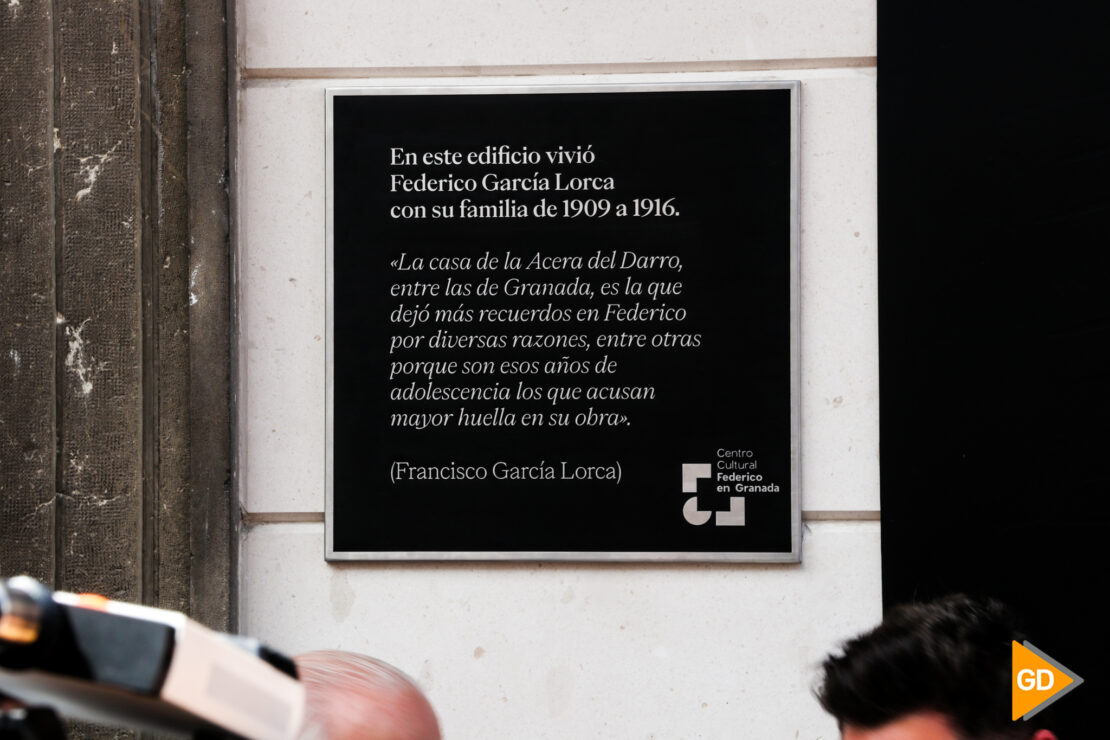 En este edificio vivió
Federico García Lorca
con su familia de 1909 a 1916.
«La casa de la Acera del Darro,
entre las de Granada, es la que
dejó más recuerdos en Federico
por diversas razones, entre otras
porque son esos años de
adolescencia los que acusan
mayor huella en su obra».
(Francisco García Lorca)
Centro
Cultural
Federico
en Granada
GD